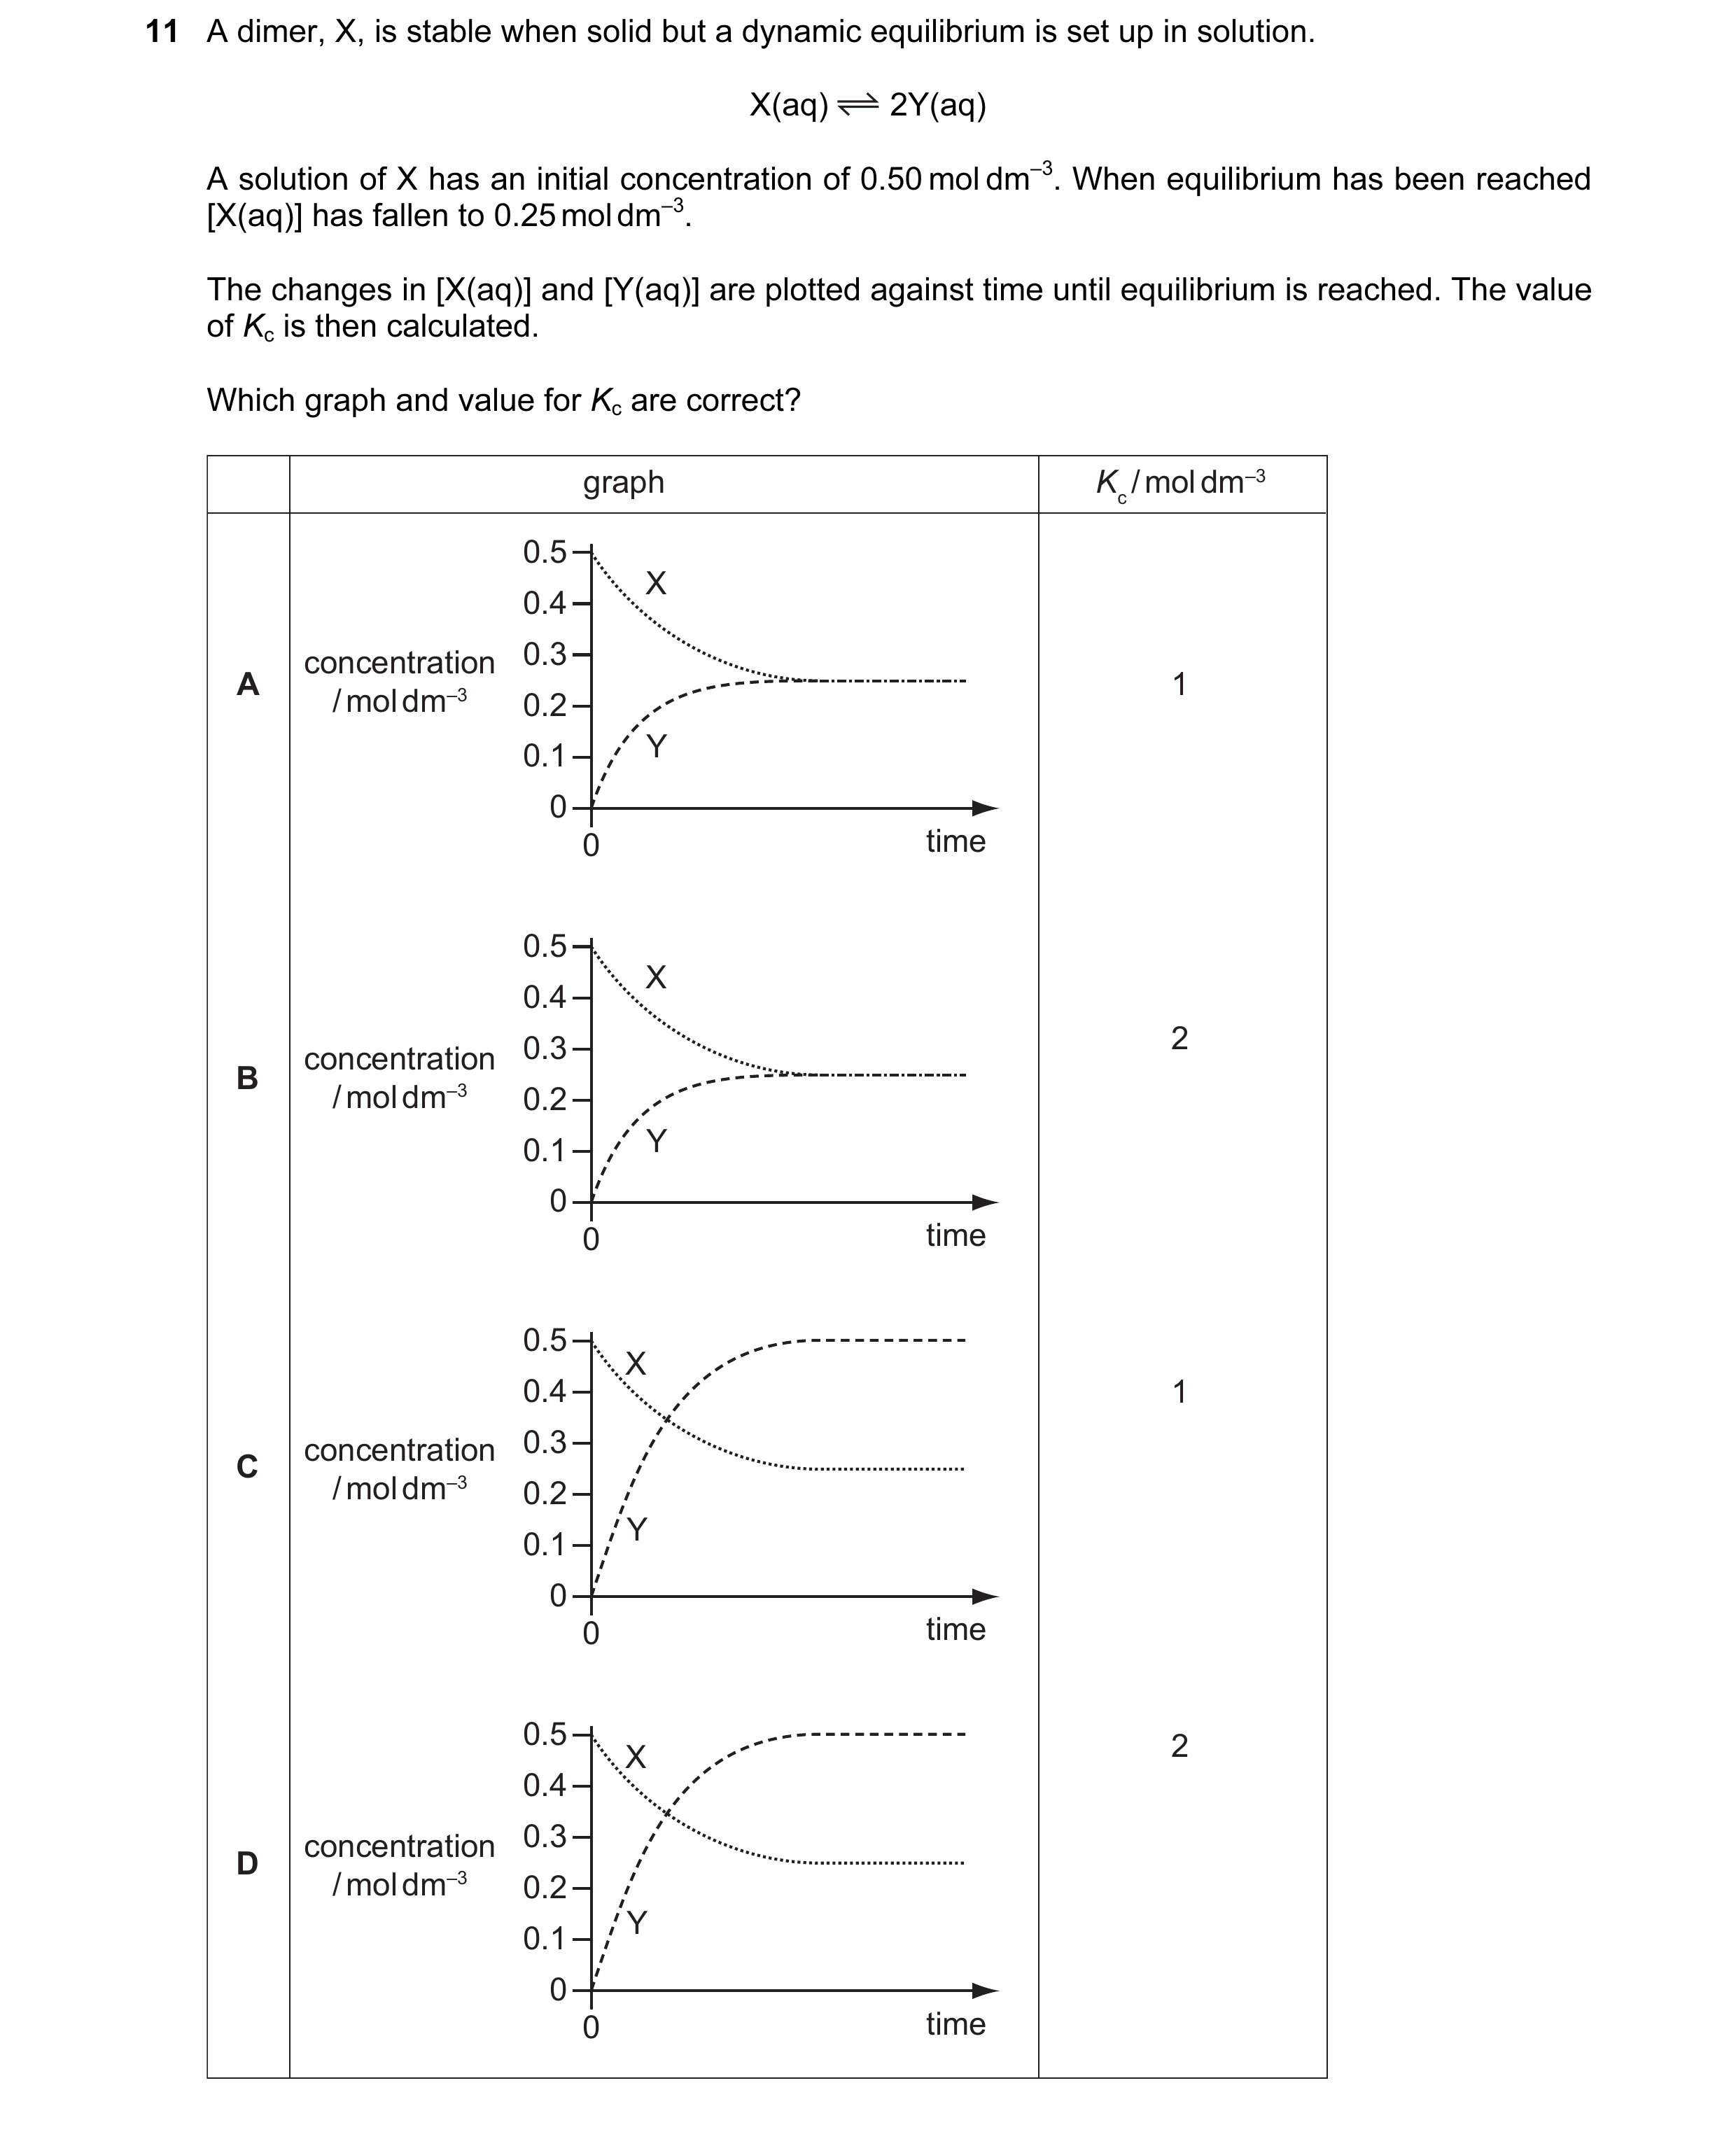 11 A dimer, X, is stable when solid but a dynamic equilibrium is set up in solution.
X(aq) ⇌ 2Y(aq)
A solution of X has an initial concentration of 0.50 mol dm⁻³. When equilibrium has been reached
[X(aq)] has fallen to 0.25 mol dm⁻³.
The changes in [X(aq)] and [Y(aq)] are plotted against time until equilibrium is reached. The value
of Kc is then calculated.
Which graph and value for Kc are correct?
graph
Kc / mol dm⁻³
A
concentration
/ mol dm⁻³
0.5
0.4
0.3
0.2
0.1
0
0
X
Y
time
1
B
concentration
/ mol dm⁻³
0.5
0.4
0.3
0.2
0.1
0
0
X
Y
time
2
C
concentration
/ mol dm⁻³
0.5
0.4
0.3
0.2
0.1
0
0
X
Y
time
1
D
concentration
/ mol dm⁻³
0.5
0.4
0.3
0.2
0.1
0
0
X
Y
time
2